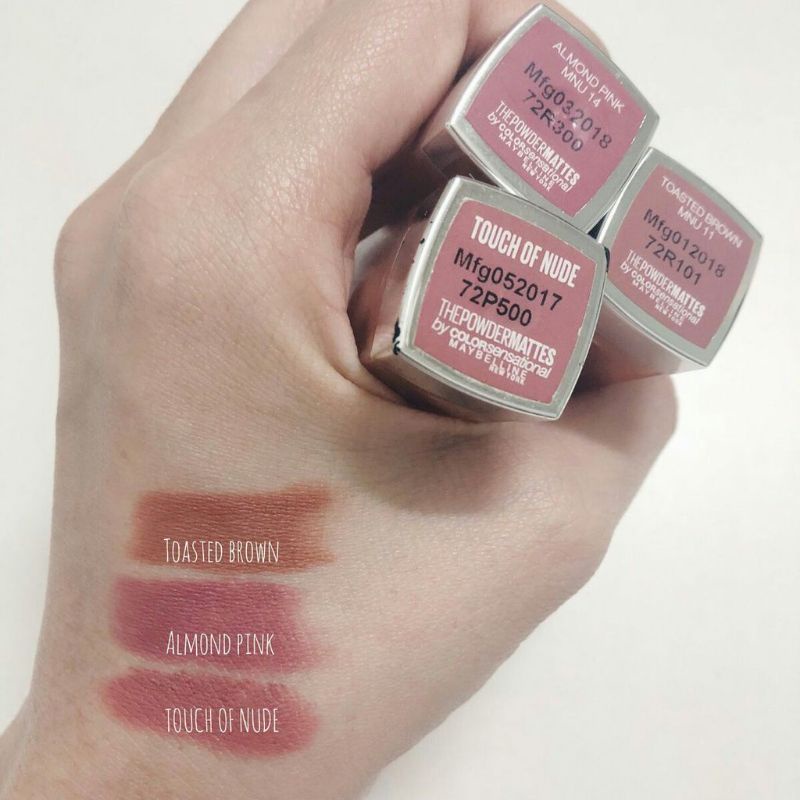 ALMOND PINK
MNU 14
Mfg032018
72R300
THEPOWDERMATTES
by COLORsensational
MAYBELLINE
NEW YORK
TOASTED BROWN
MNU 11
Mfg012018
72R101
THEPOWDERMATTES
by COLORsensational
MAYBELLINE
NEW YORK
TOUCH OF NUDE
Mfg052017
72P500
THEPOWDERMATTES
by COLORsensational
MAYBELLINE
NEW YORK
TOASTED BROWN
ALMOND PINK
TOUCH OF NUDE